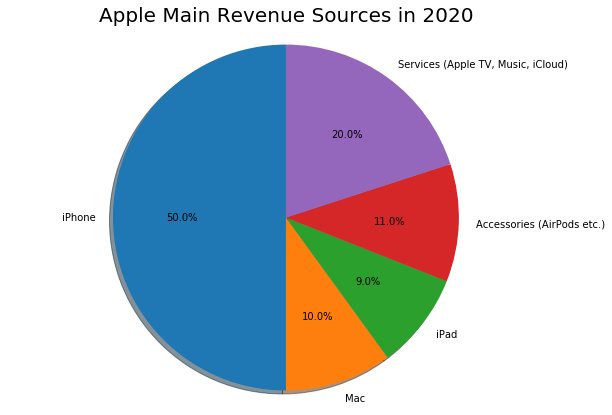 Apple Main Revenue Sources in 2020
Services (Apple TV, Music, iCloud)
20.0%
iPhone
50.0%
11.0%
Accessories (AirPods etc.)
9.0%
10.0%
iPad
Mac